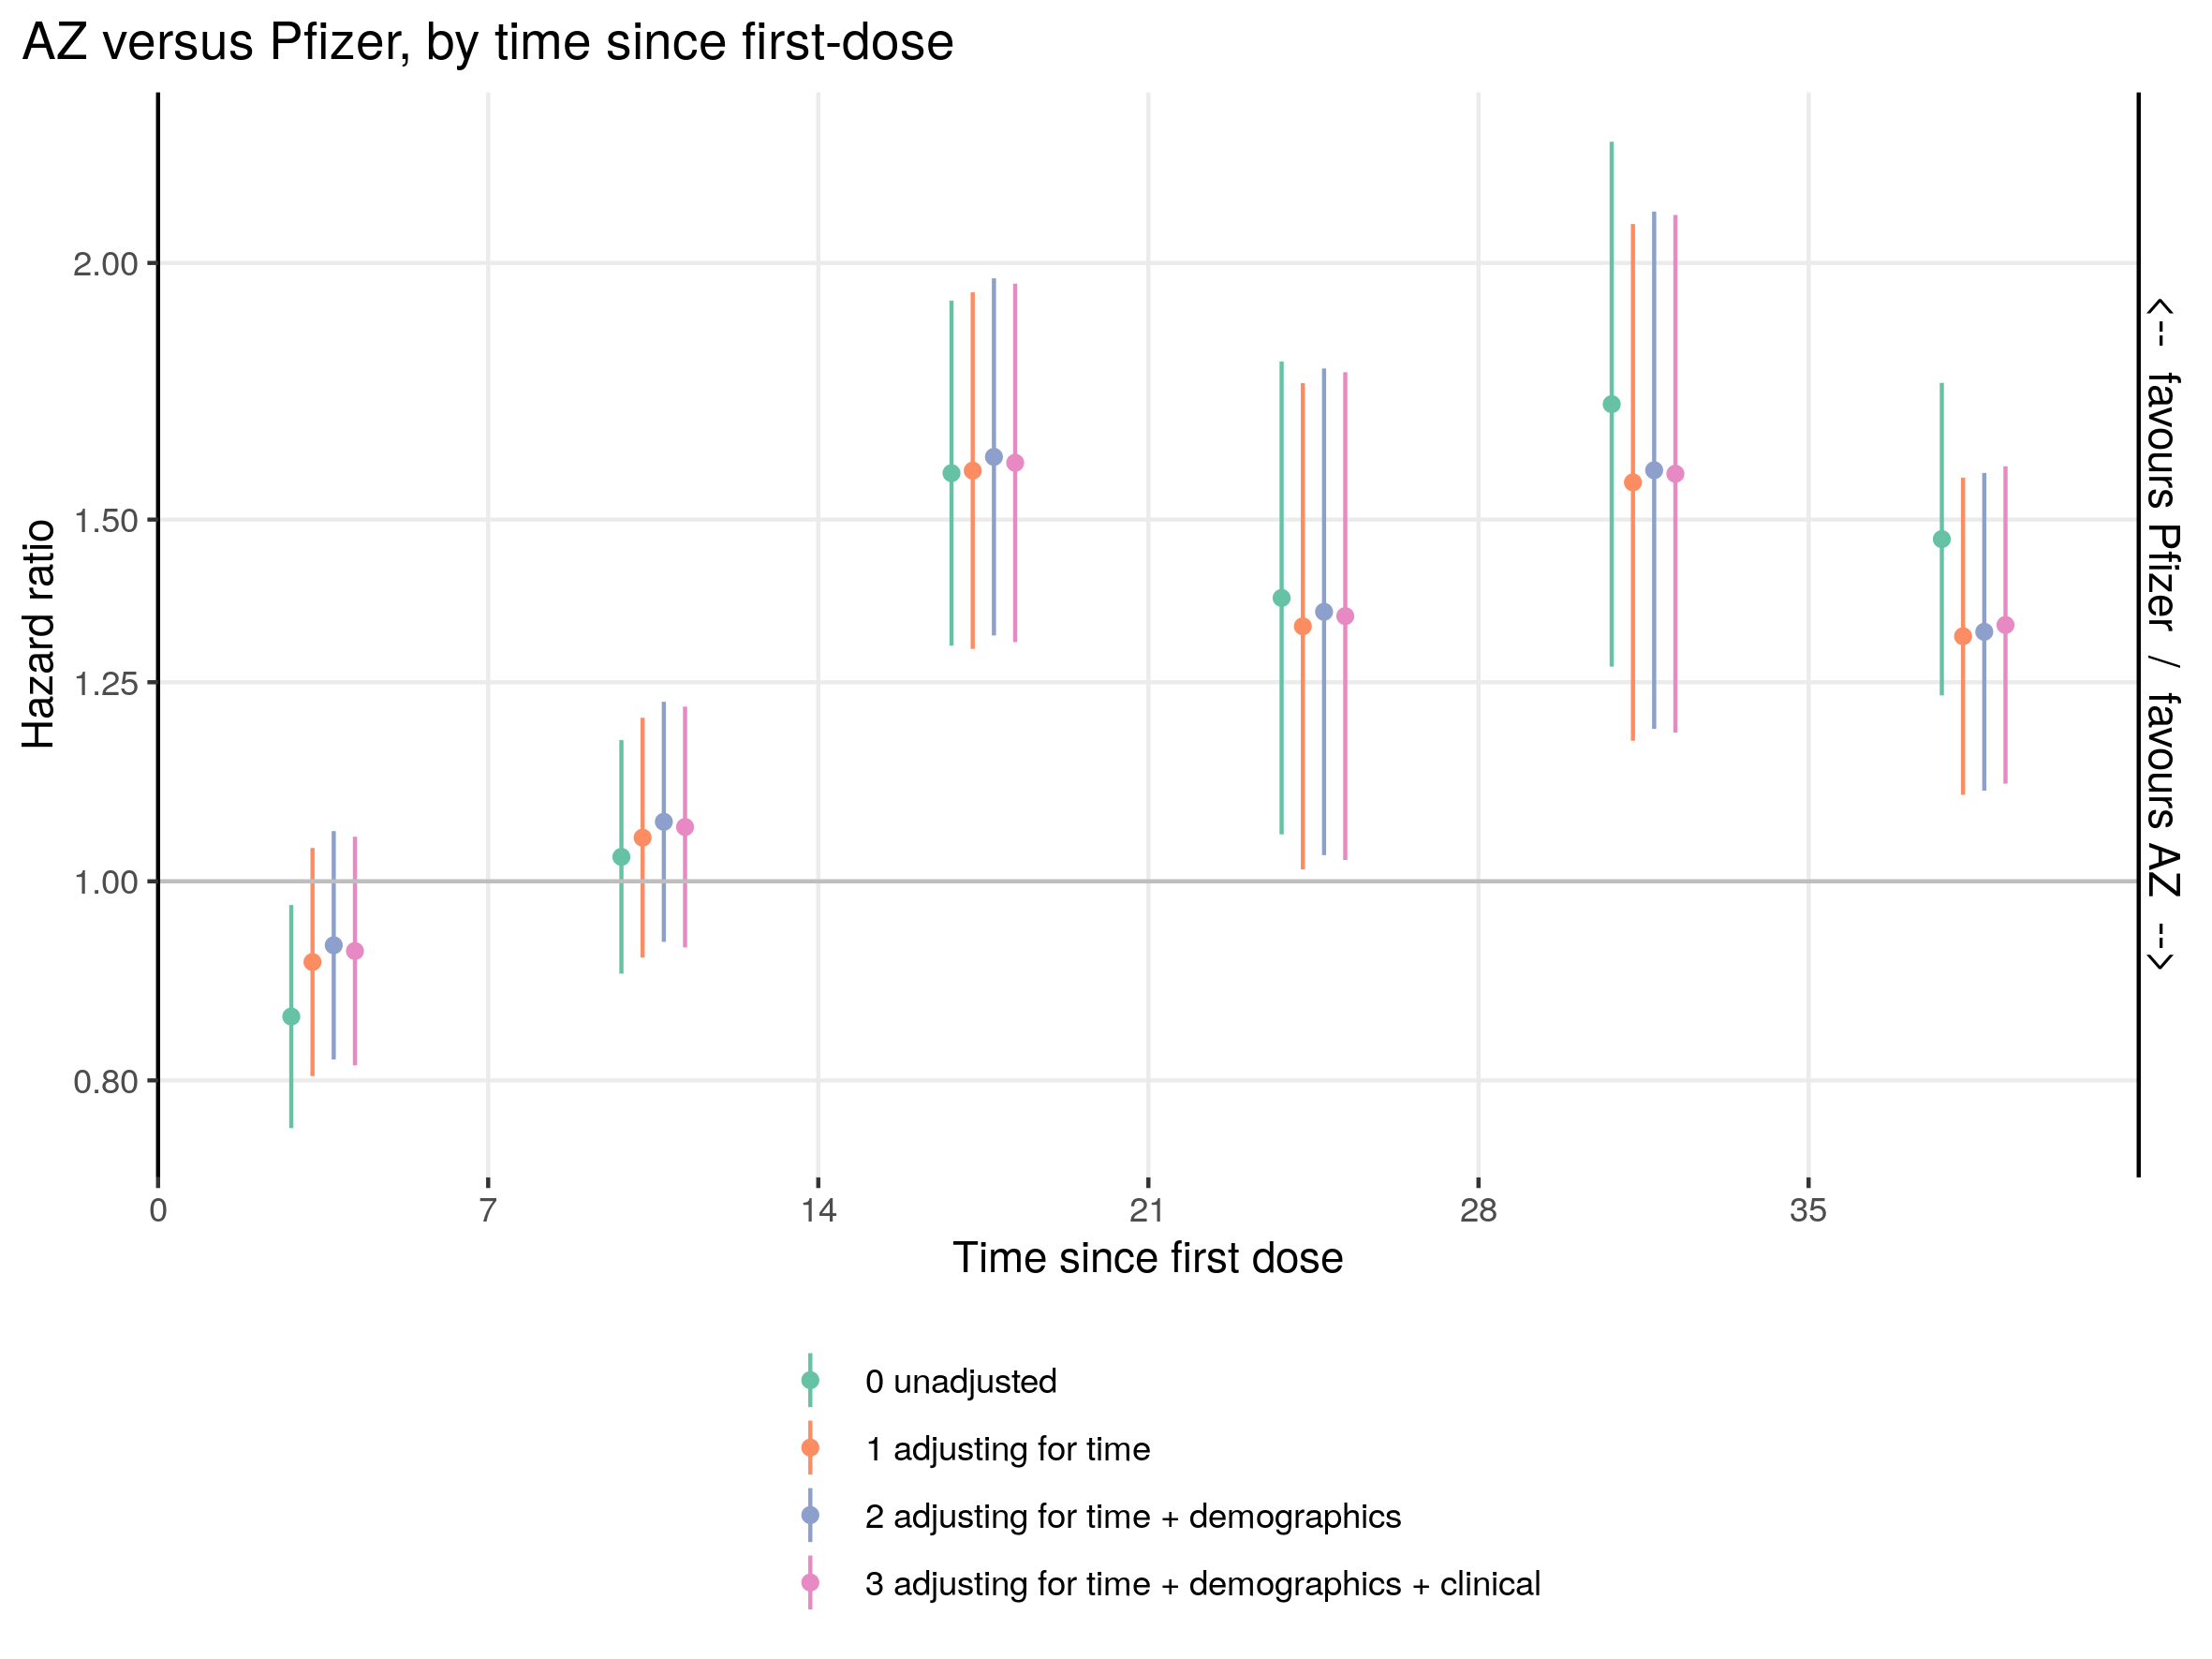 AZ versus Pfizer, by time since first-dose
Hazard ratio
2.00
1.50
1.25
1.00
0.80
0
7
14
21
28
35
Time since first dose
<-- favours Pfizer / favours AZ -->
0 unadjusted
1 adjusting for time
2 adjusting for time + demographics
3 adjusting for time + demographics + clinical